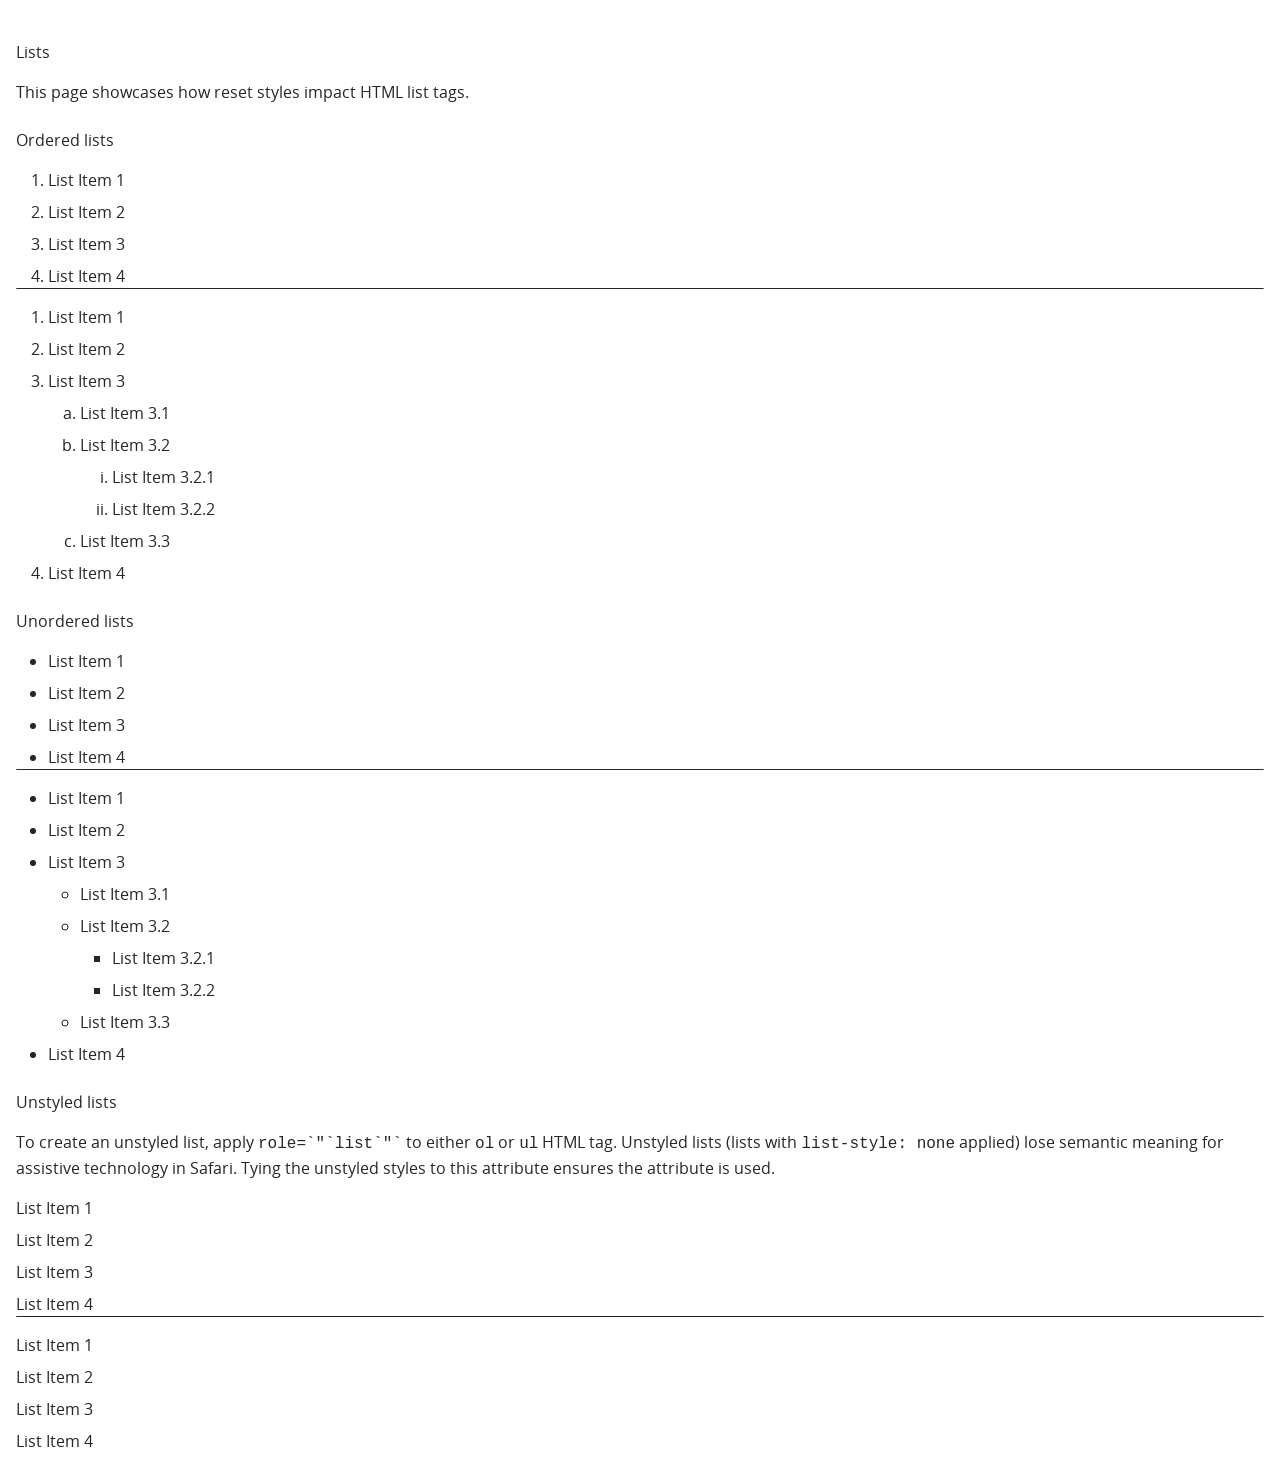 Lists
This page showcases how reset styles impact HTML list tags.
Ordered lists
1. List Item 1
2. List Item 2
3. List Item 3
4. List Item 4
1. List Item 1
2. List Item 2
3. List Item 3
a. List Item 3.1
b. List Item 3.2
i. List Item 3.2.1
ii. List Item 3.2.2
c. List Item 3.3
4. List Item 4
Unordered lists
• List Item 1
• List Item 2
• List Item 3
• List Item 4
• List Item 1
• List Item 2
• List Item 3
◦ List Item 3.1
◦ List Item 3.2
▪ List Item 3.2.1
▪ List Item 3.2.2
◦ List Item 3.3
• List Item 4
Unstyled lists
To create an unstyled list, apply role=`"`list`"` to either ol or ul HTML tag. Unstyled lists (lists with list-style: none applied) lose semantic meaning for
assistive technology in Safari. Tying the unstyled styles to this attribute ensures the attribute is used.
List Item 1
List Item 2
List Item 3
List Item 4
List Item 1
List Item 2
List Item 3
List Item 4